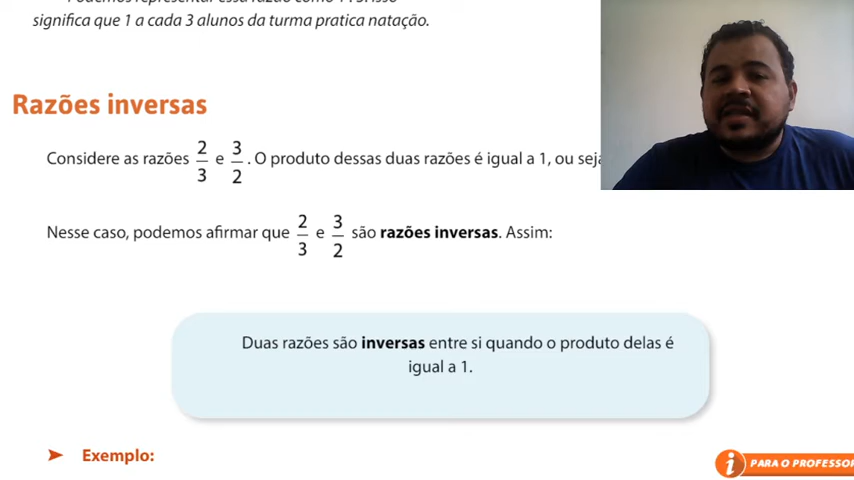 significa que 1 a cada 3 alunos da turma pratica natação.
Razões inversas
Considere as razões 2/3 e 3/2. O produto dessas duas razões é igual a 1, ou seja
Nesse caso, podemos afirmar que 2/3 e 3/2 são razões inversas. Assim:
Duas razões são inversas entre si quando o produto delas é
igual a 1.
➤ Exemplo:
i PARA O PROFESSOR